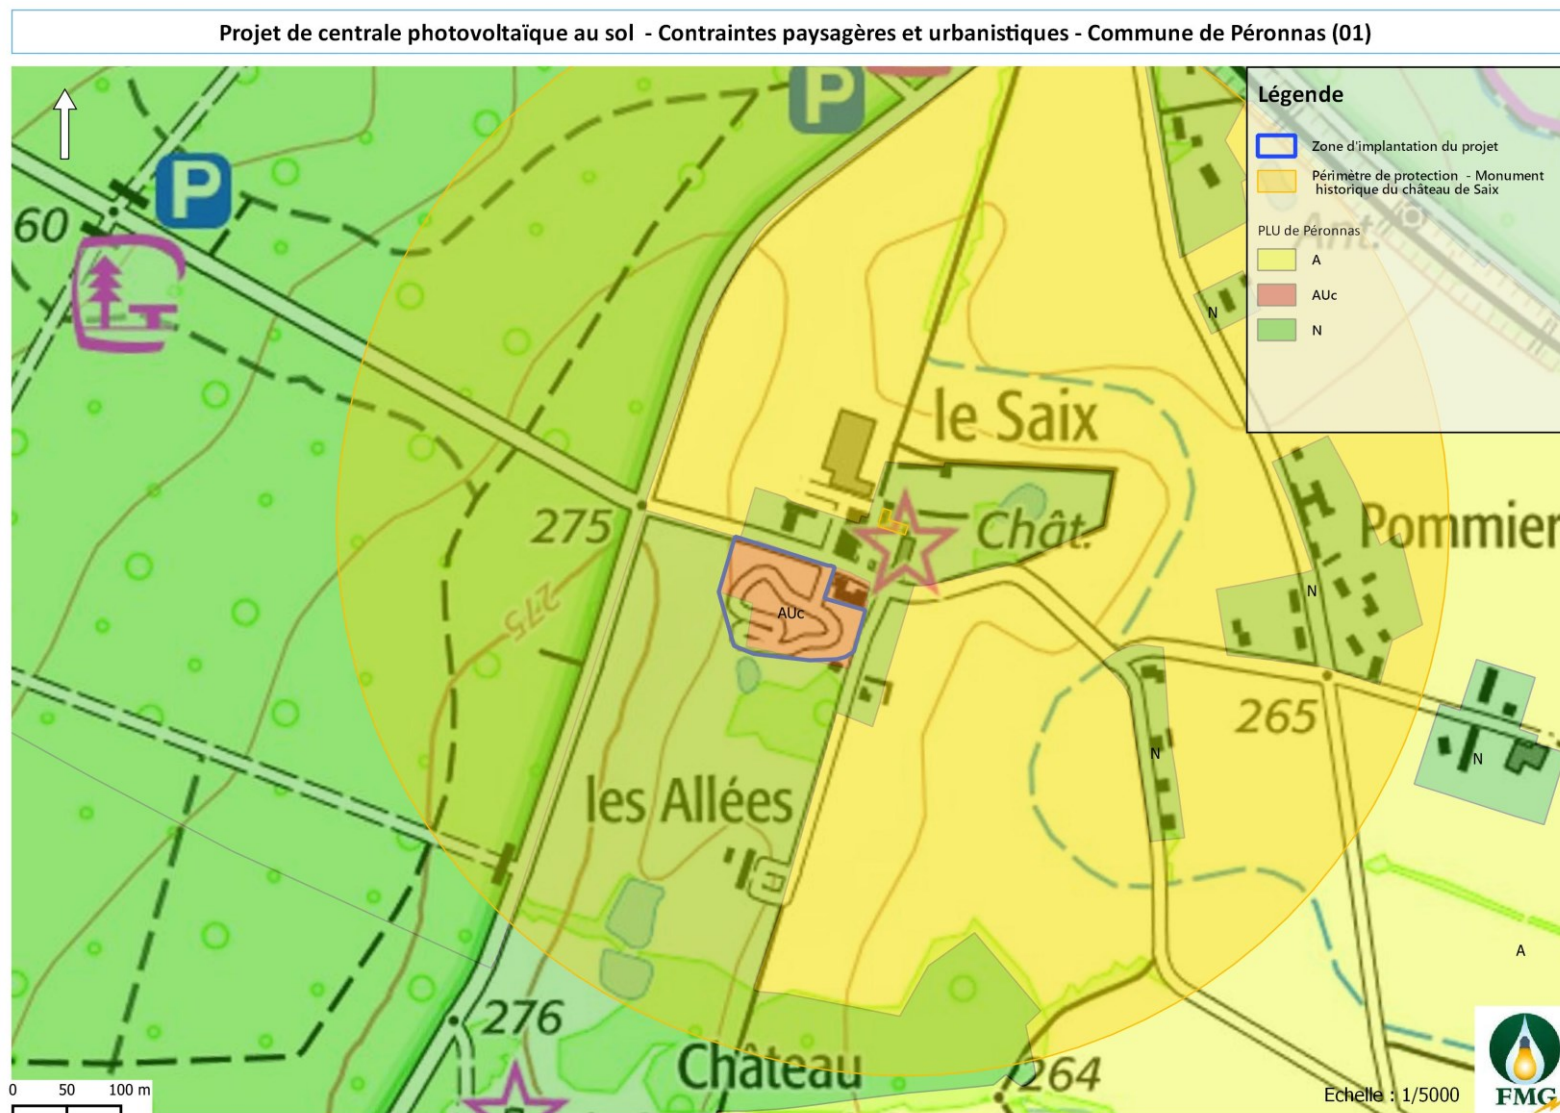 Projet de centrale photovoltaïque au sol - Contraintes paysagères et urbanistiques - Commune de Péronnas (01)
P
P
60
Légende
Zone d'implantation du projet
Périmètre de protection - Monument
historique du château de Saix
PLU de Péronnas
A
AUc
N
Ant.
N
le Saix
275
Chât.
Pommier
275
AUc
N
265
N
N
les Allées
A
276
Château
264
0 50 100 m
Echelle : 1/5000
FMG